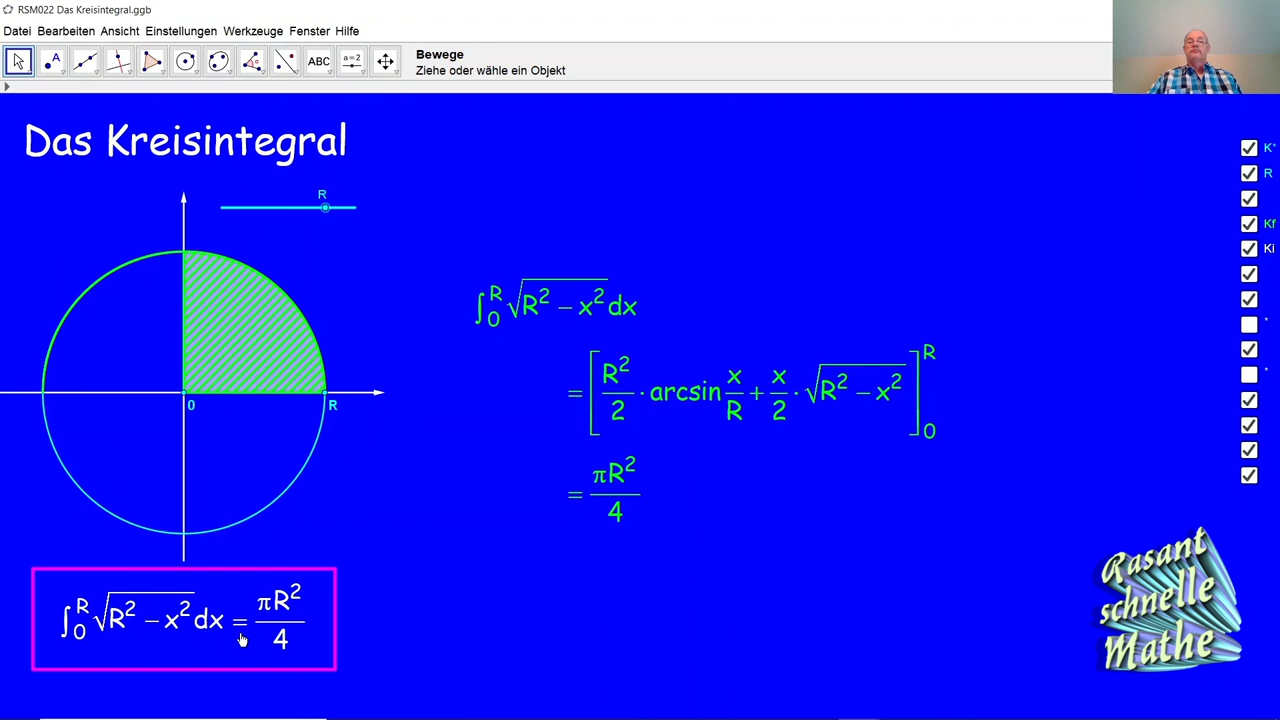 RSM022 Das Kreisintegral.ggb
Datei Bearbeiten Ansicht Einstellungen Werkzeuge Fenster Hilfe
A
ABC
a=2
Bewege
Ziehe oder wähle ein Objekt
Das Kreisintegral
K*
R
Kf
Ki
*
*
R
0
R
∫₀ᴿ √(R² − x²) dx
= [ R²/2 · arcsin x/R + x/2 · √(R² − x²) ]₀ᴿ
= πR²/4
∫₀ᴿ √(R² − x²) dx = πR²/4
Rasant
schnelle
Mathe